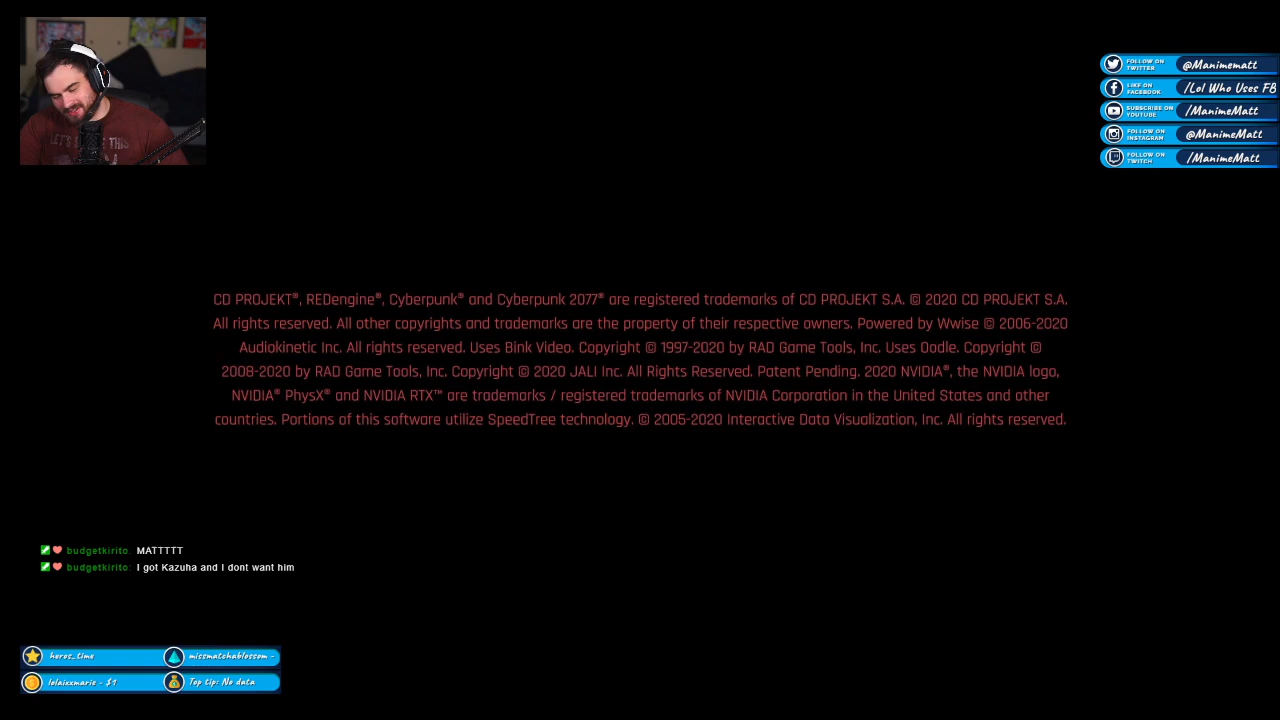 FOLLOW ON
TWITTER
@Manimematt
LIKE ON
FACEBOOK
/Lol Who Uses FB
SUBSCRIBE ON
YOUTUBE
/ManimeMatt
FOLLOW ON
INSTAGRAM
@ManimeMatt
FOLLOW ON
TWITCH
/ManimeMatt
CD PROJEKT®, REDengine®, Cyberpunk® and Cyberpunk 2077® are registered trademarks of CD PROJEKT S.A. © 2020 CD PROJEKT S.A.
All rights reserved. All other copyrights and trademarks are the property of their respective owners. Powered by Wwise © 2006-2020
Audiokinetic Inc. All rights reserved. Uses Bink Video. Copyright © 1997-2020 by RAD Game Tools, Inc. Uses Oodle. Copyright ©
2008-2020 by RAD Game Tools, Inc. Copyright © 2020 JALI Inc. All Rights Reserved. Patent Pending. 2020 NVIDIA®, the NVIDIA logo,
NVIDIA® PhysX® and NVIDIA RTX™ are trademarks / registered trademarks of NVIDIA Corporation in the United States and other
countries. Portions of this software utilize SpeedTree technology. © 2005-2020 Interactive Data Visualization, Inc. All rights reserved.
budgetkirito: MATTTTT
budgetkirito: I got Kazuha and I dont want him
heros_time
missmatchablossom -
lolaixxmarie - $1
Top tip: No data